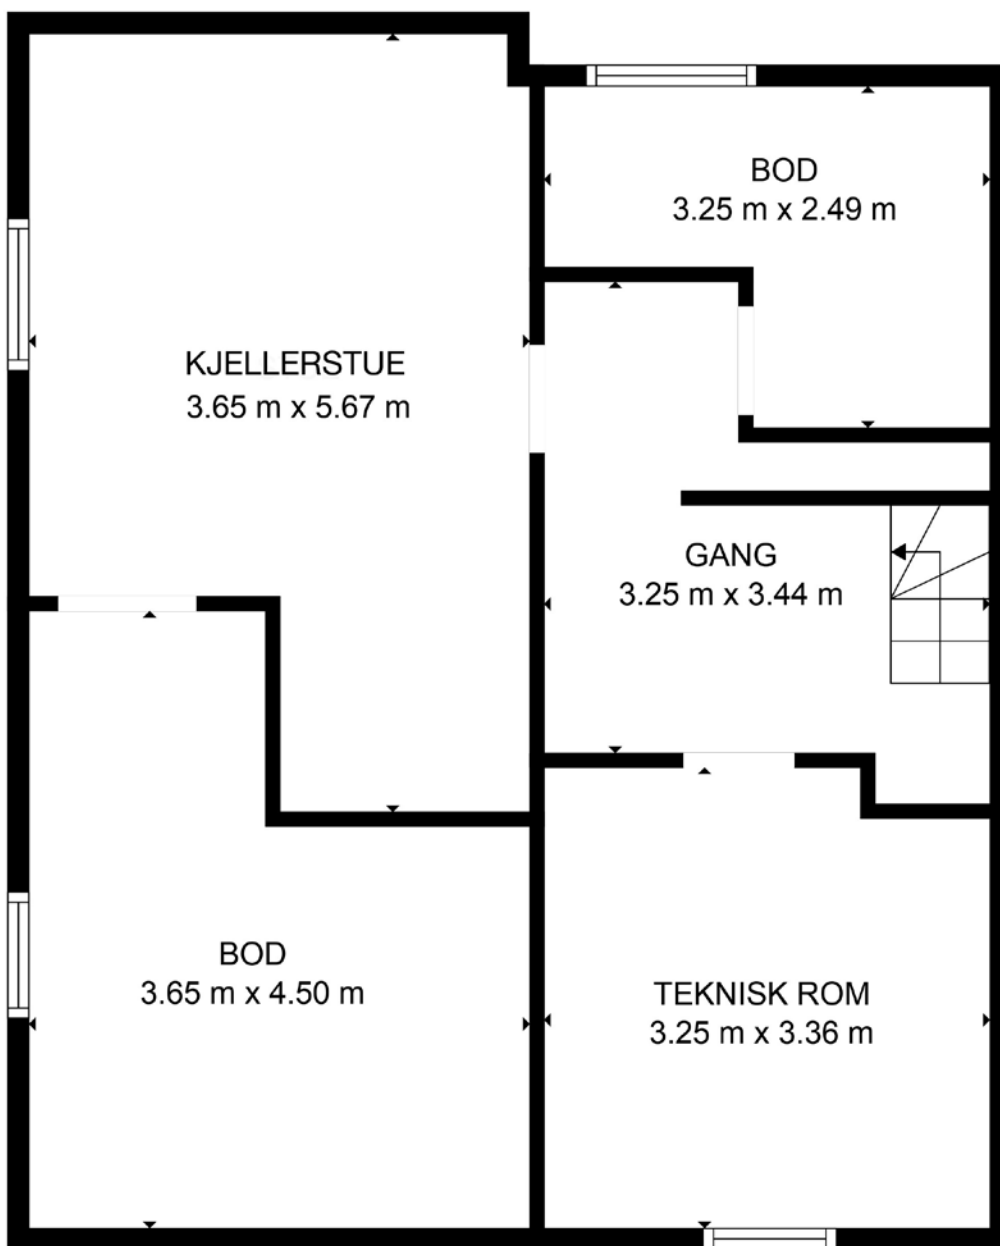 BOD
3.25 m x 2.49 m
KJELLERSTUE
3.65 m x 5.67 m
GANG
3.25 m x 3.44 m
BOD
3.65 m x 4.50 m
TEKNISK ROM
3.25 m x 3.36 m